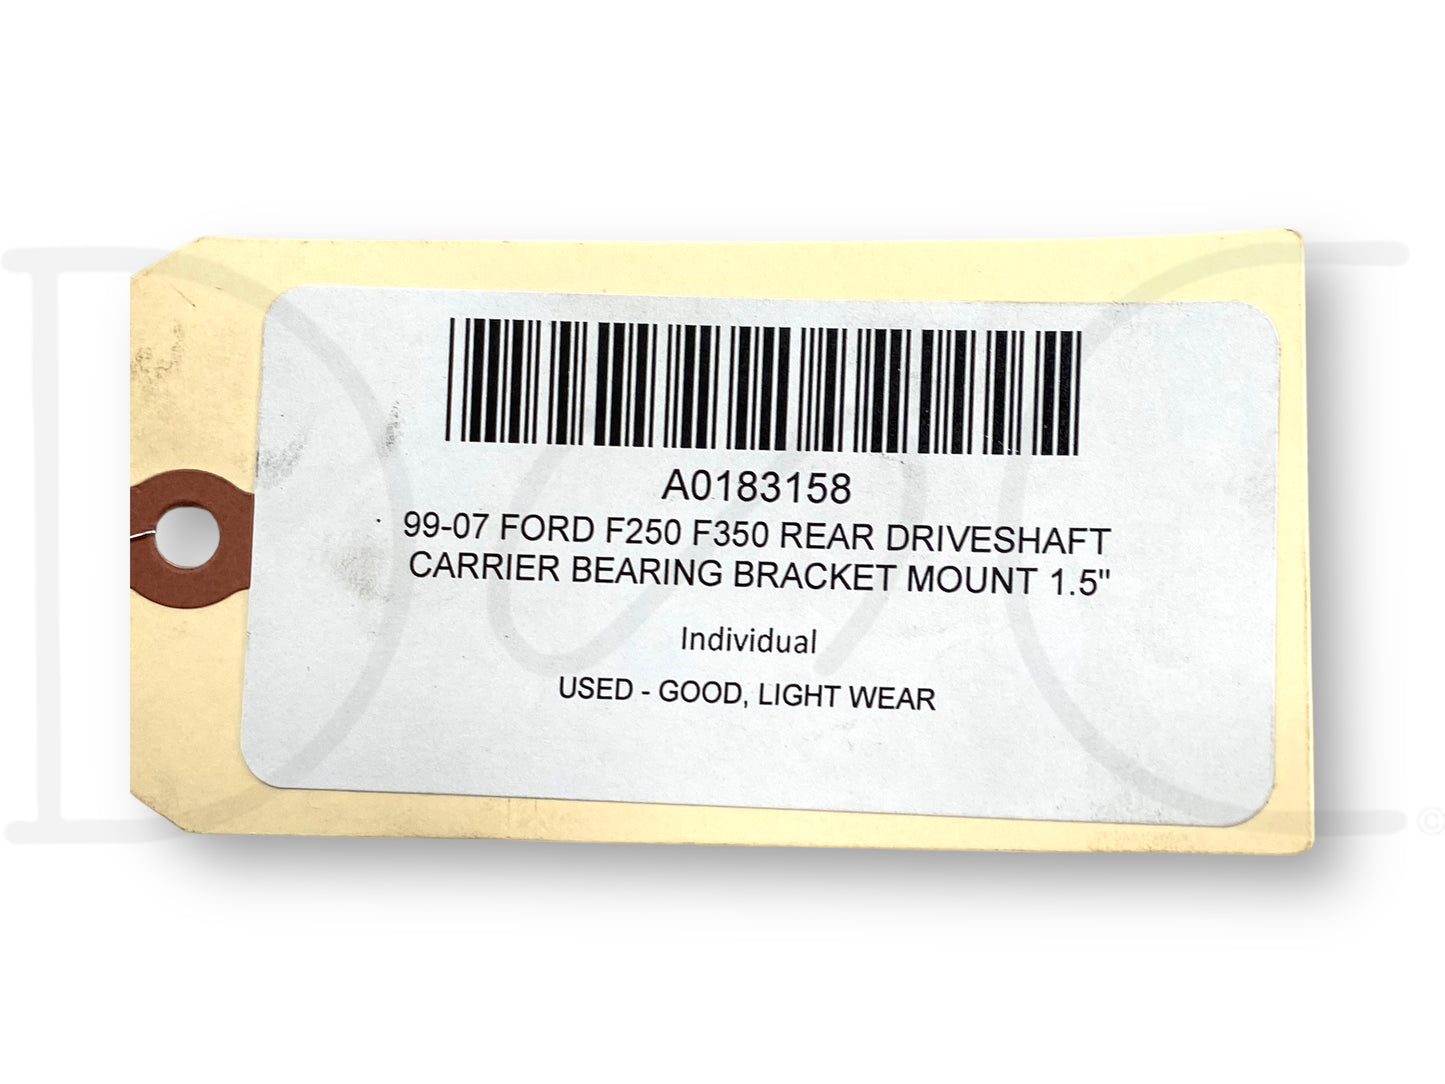 A0183158
99-07 FORD F250 F350 REAR DRIVESHAFT
CARRIER BEARING BRACKET MOUNT 1.5"
Individual
USED - GOOD, LIGHT WEAR
©